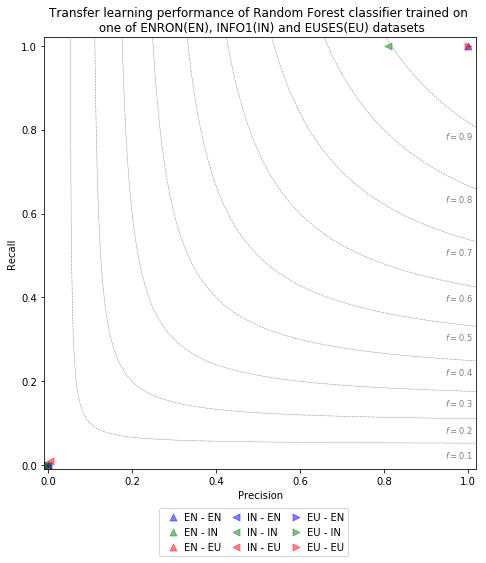 Transfer learning performance of Random Forest classifier trained on
one of ENRON(EN), INFO1(IN) and EUSES(EU) datasets
1.0
0.8
0.6
0.4
0.2
0.0
Recall
f = 0.9
f = 0.8
f = 0.7
f = 0.6
f = 0.5
f = 0.4
f = 0.3
f = 0.2
f = 0.1
0.0 0.2 0.4 0.6 0.8 1.0
Precision
EN - EN IN - EN EU - EN
EN - IN IN - IN EU - IN
EN - EU IN - EU EU - EU